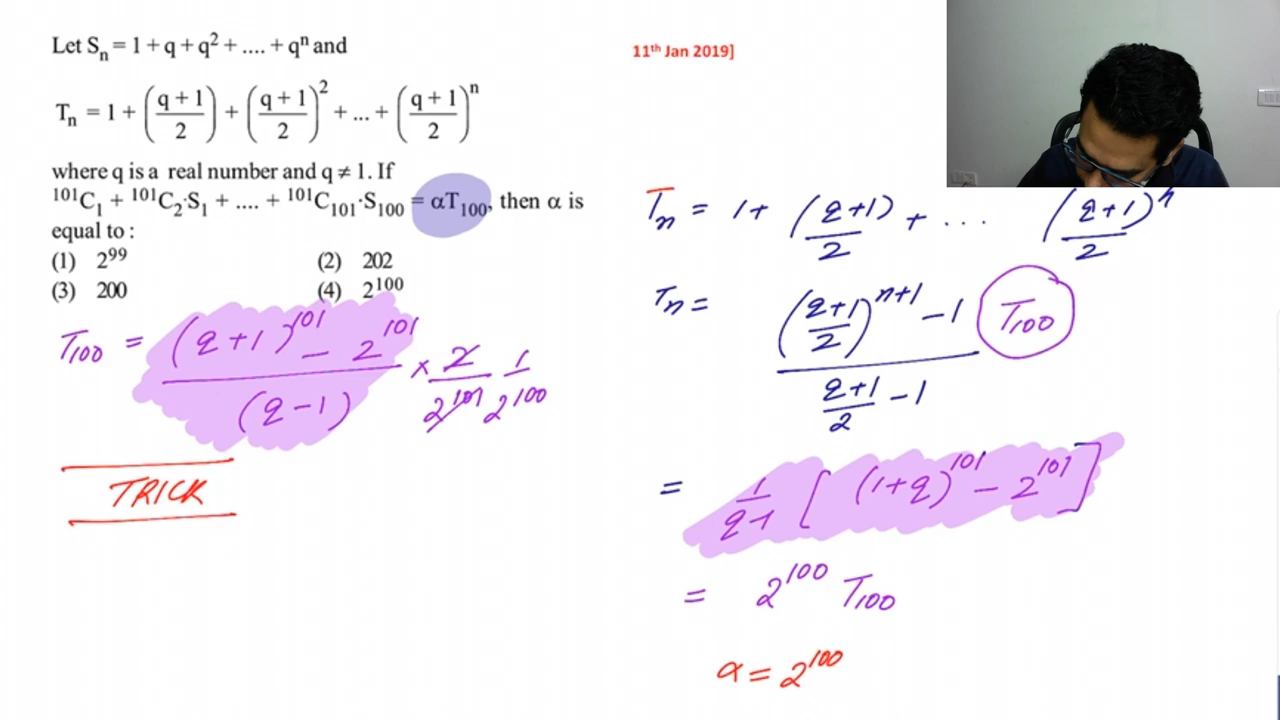 Let Sₙ = 1 + q + q² + .... + qⁿ and
11ᵗʰ Jan 2019]
Tₙ = 1 + ((q + 1)/2) + ((q + 1)/2)² + ... + ((q + 1)/2)ⁿ
where q is a real number and q ≠ 1. If
¹⁰¹C₁ + ¹⁰¹C₂·S₁ + .... + ¹⁰¹C₁₀₁·S₁₀₀ = αT₁₀₀, then α is
equal to :
(1) 2⁹⁹ (2) 202
(3) 200 (4) 2¹⁰⁰
T₁₀₀ = ((q+1)¹⁰¹ − 2¹⁰¹)/(q−1) × 2/2¹⁰¹ 1/2¹⁰⁰
TRICK
Tₙ = 1 + (q+1)/2 + ... ((q+1)/2)ⁿ
Tₙ = (((q+1)/2)ⁿ⁺¹ − 1)/((q+1)/2 − 1) T₁₀₀
= 1/(q−1) [(1+q)¹⁰¹ − 2¹⁰¹]
= 2¹⁰⁰ T₁₀₀
α = 2¹⁰⁰